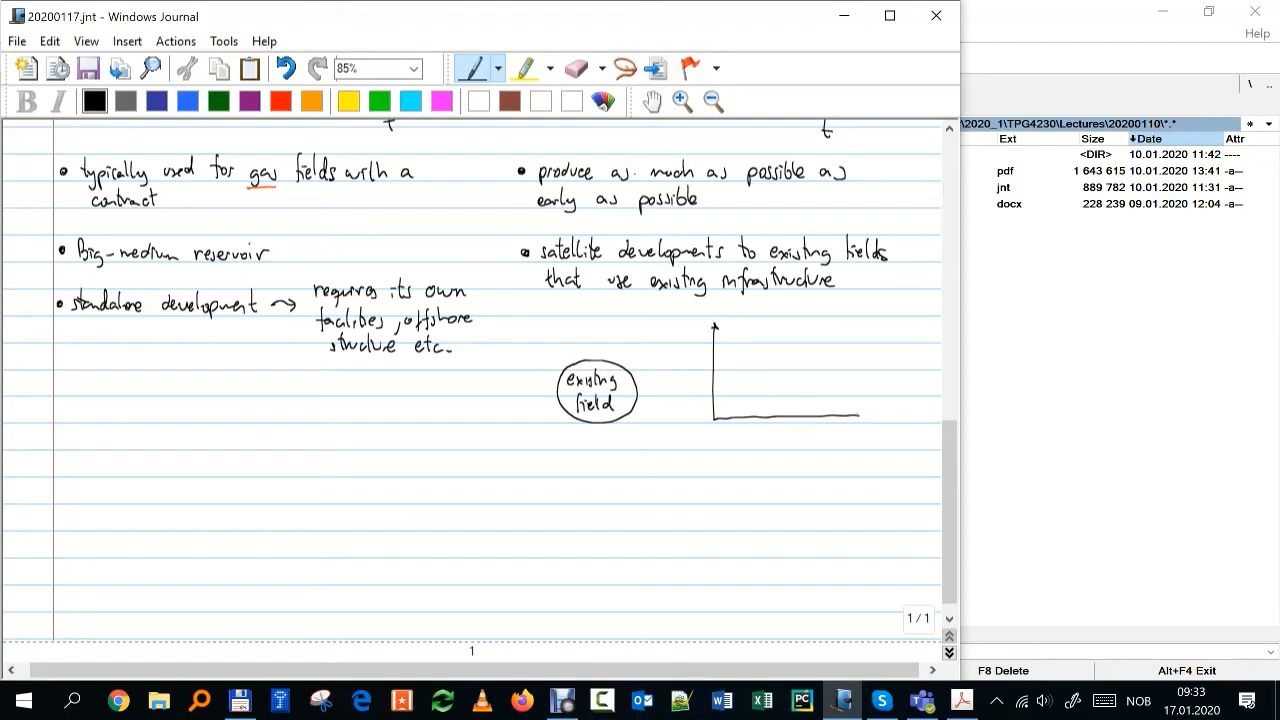 20200117.jnt - Windows Journal
File Edit View Insert Actions Tools Help
85%
B I
T
t
• typically used for gas fields with a
contract
• Big-medium reservoir
• standalone development → requires its own
facilities, offshore
structure etc.
• produce as much as possible as
early as possible
• satellite developments to existing fields
that use existing infrastructure
existing
field
1 / 1
1
Help
\ ..
\2020_1\TPG4230\Lectures\20200110\*.*
* 
Ext Size Date Attr
<DIR> 10.01.2020 11:42 ----
pdf 1 643 615 10.01.2020 13:41 -a--
jnt 889 782 10.01.2020 11:31 -a--
docx 228 239 09.01.2020 12:04 -a--
F8 Delete Alt+F4 Exit
NOB
09:33
17.01.2020